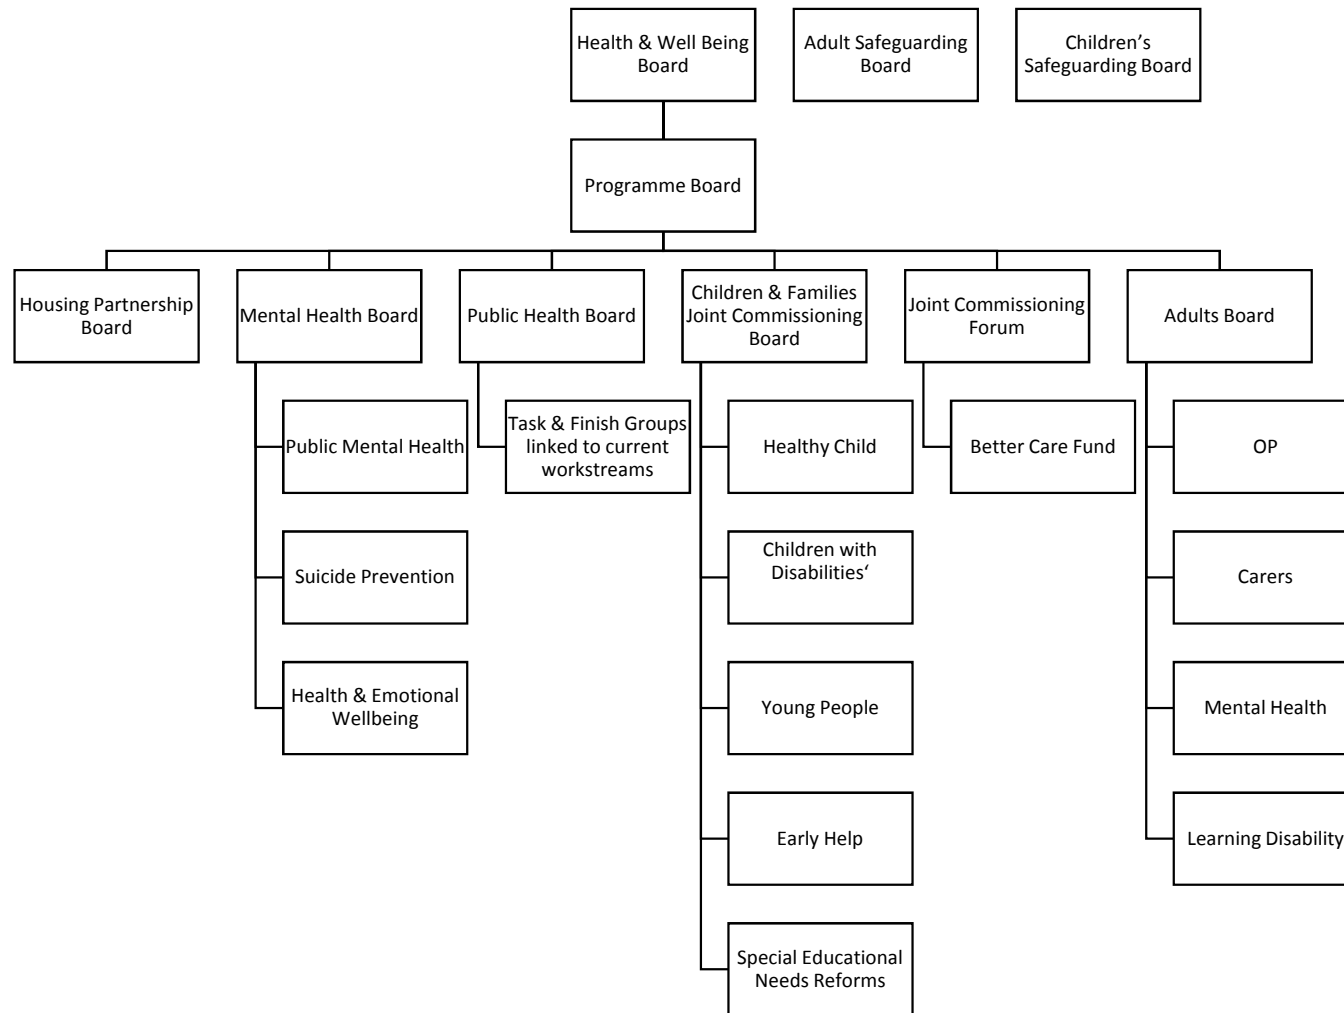 Health & Well Being
Board
Adult Safeguarding
Board
Children’s
Safeguarding Board
Programme Board
Housing Partnership
Board
Mental Health Board
Public Health Board
Children & Families
Joint Commissioning
Board
Joint Commissioning
Forum
Adults Board
Public Mental Health
Task & Finish Groups
linked to current
workstreams
Healthy Child
Better Care Fund
OP
Suicide Prevention
Children with
Disabilities‘
Carers
Health & Emotional
Wellbeing
Young People
Mental Health
Early Help
Learning Disability
Special Educational
Needs Reforms